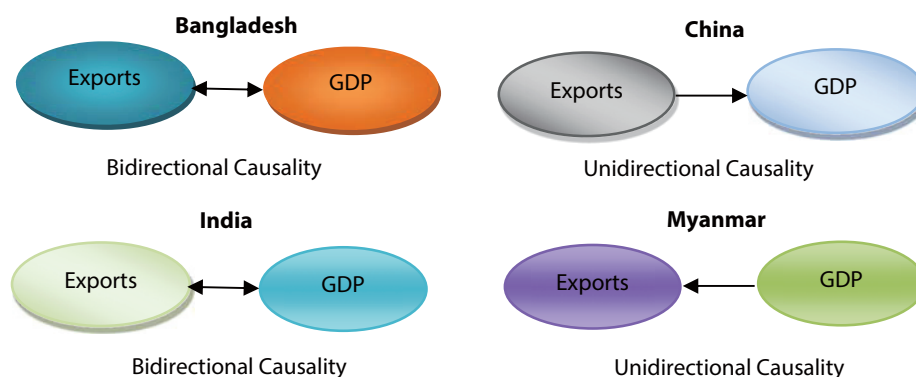 Bangladesh
Exports
GDP
Bidirectional Causality
China
Exports
GDP
Unidirectional Causality
India
Exports
GDP
Bidirectional Causality
Myanmar
Exports
GDP
Unidirectional Causality